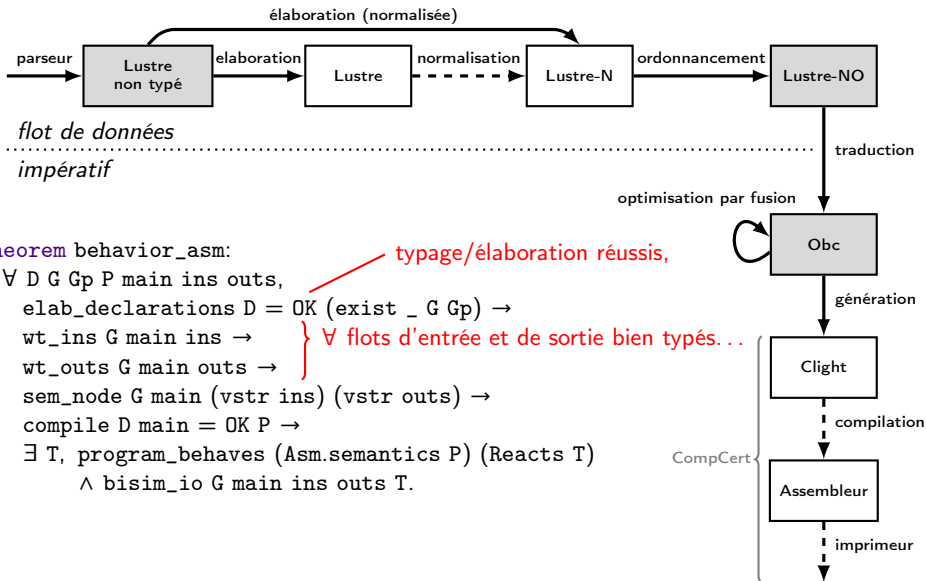 élaboration (normalisée)
parseur
Lustre
non typé
elaboration
Lustre
normalisation
Lustre-N
ordonnancement
Lustre-NO
flot de données
impératif
traduction
optimisation par fusion
Obc
eorem behavior_asm:
typage/élaboration réussis,
∀ D G Gp P main ins outs,
génération
elab_declarations D = OK (exist _ G Gp) →
wt_ins G main ins →
∀ flots d'entrée et de sortie bien typés...
wt_outs G main outs →
Clight
sem_node G main (vstr ins) (vstr outs) →
compile D main = OK P →
compilation
∃ T, program_behaves (Asm.semantics P) (Reacts T)
CompCert
∧ bisim_io G main ins outs T.
Assembleur
imprimeur